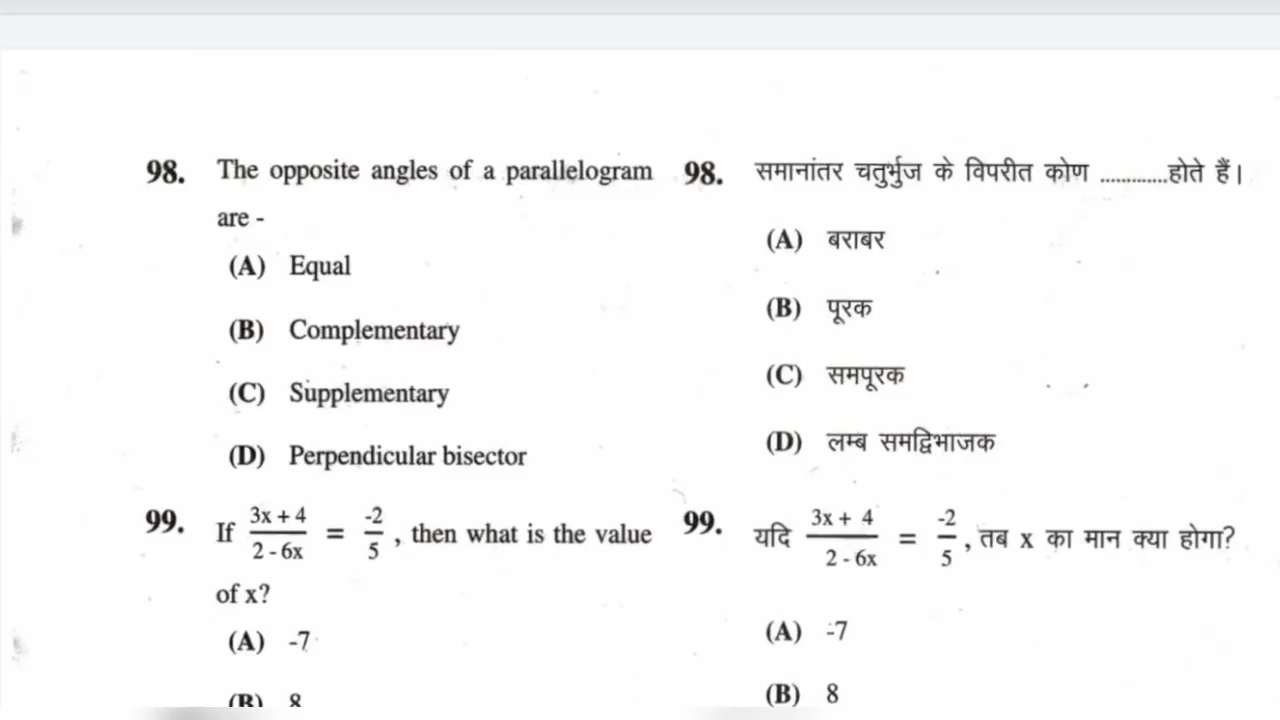 98. The opposite angles of a parallelogram
are -
(A) Equal
(B) Complementary
(C) Supplementary
(D) Perpendicular bisector
99. If (3x + 4)/(2 - 6x) = -2/5 , then what is the value
of x?
(A) -7
(B) 8
98. समानांतर चतुर्भुज के विपरीत कोण .............होते हैं।
(A) बराबर
(B) पूरक
(C) समपूरक
(D) लम्ब समद्विभाजक
99. यदि (3x + 4)/(2 - 6x) = -2/5 , तब x का मान क्या होगा?
(A) -7
(B) 8